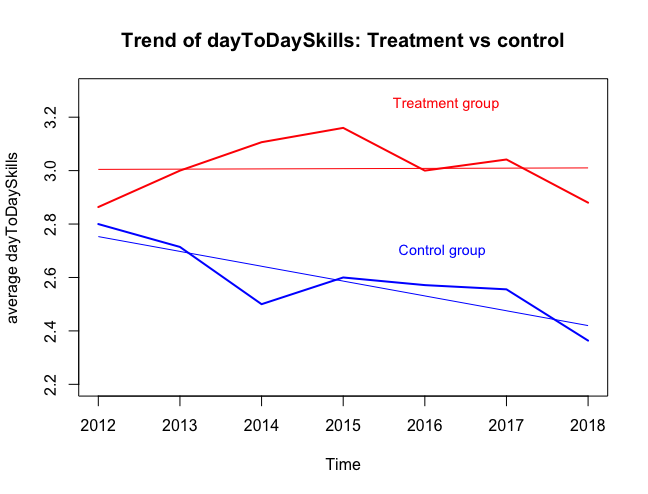 Trend of dayToDaySkills: Treatment vs control
average dayToDaySkills
3.2
3.0
2.8
2.6
2.4
2.2
Treatment group
Control group
2012 2013 2014 2015 2016 2017 2018
Time